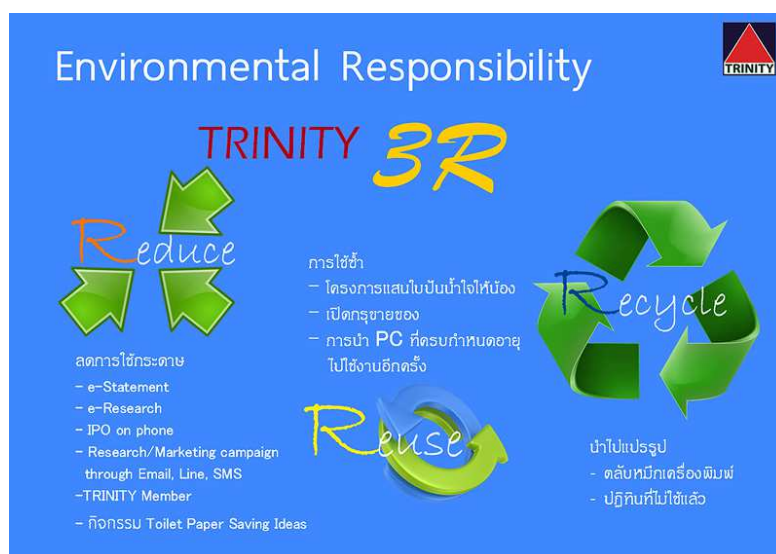 Environmental Responsibility
TRINITY
TRINITY 3R
Reduce
ลดการใช้กระดาษ
- e-Statement
- e-Research
- IPO on phone
- Research/Marketing campaign
through Email, Line, SMS
-TRINITY Member
- กิจกรรม Toilet Paper Saving Ideas
การใช้ซ้ำ
- โครงการแสนใบปันน้ำใจให้น้อง
- เปิดกรุขายของ
- การนำ PC ที่ครบกำหนดอายุ
ไปใช้งานอีกครั้ง
Reuse
Recycle
นำไปแปรรูป
- ตลับหมึกเครื่องพิมพ์
- ปฏิทินที่ไม่ใช้แล้ว